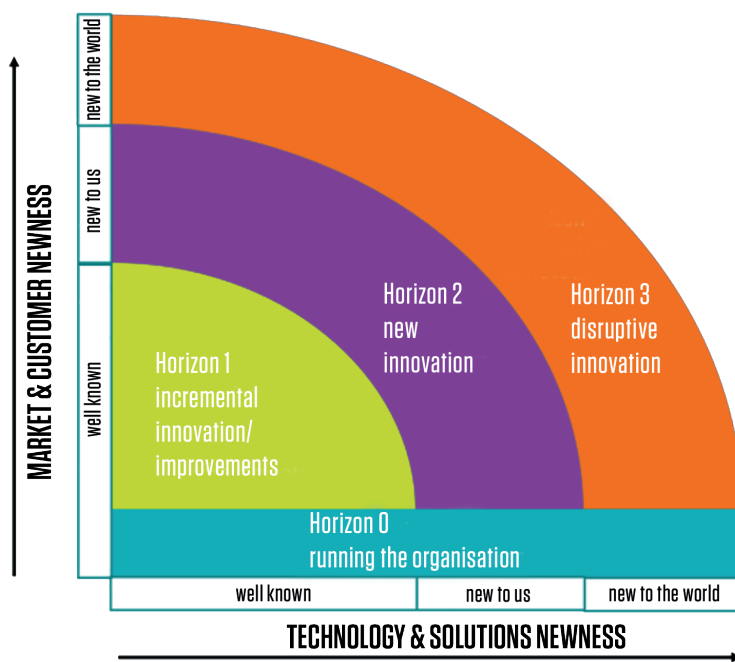 new to the world
new to us
well known
MARKET & CUSTOMER NEWNESS
Horizon 1
incremental
innovation/
improvements
Horizon 2
new
innovation
Horizon 3
disruptive
innovation
Horizon 0
running the organisation
well known
new to us
new to the world
TECHNOLOGY & SOLUTIONS NEWNESS